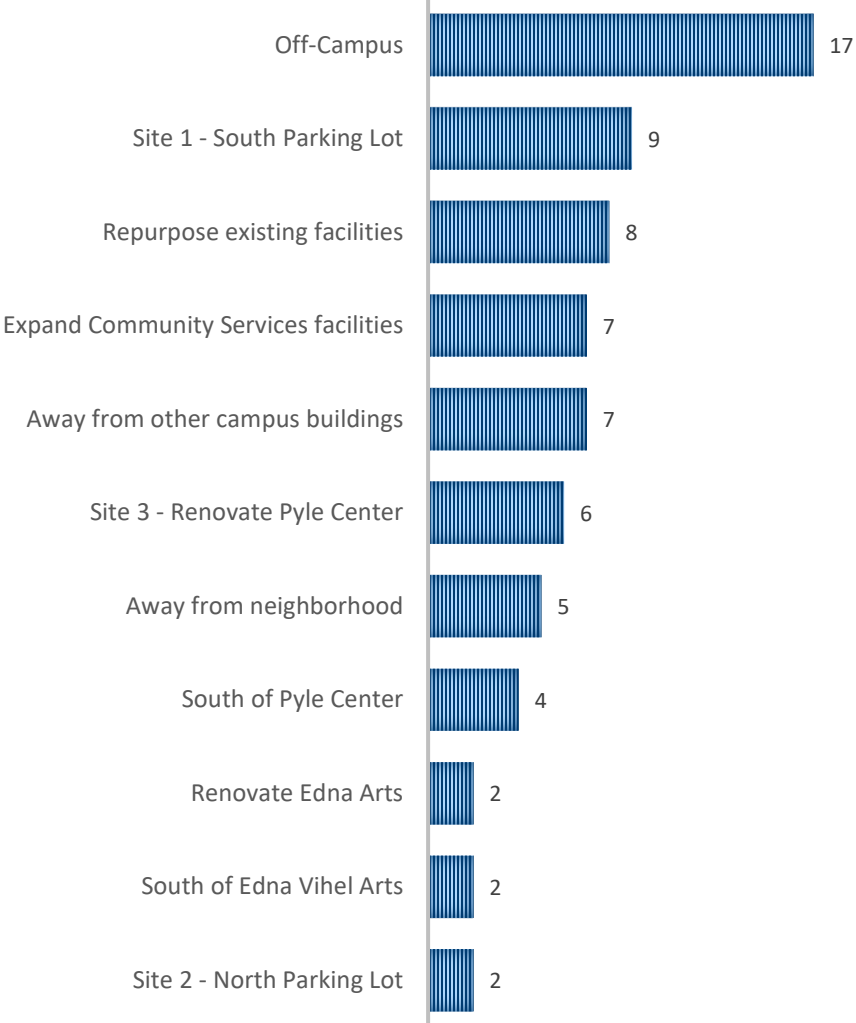 Off-Campus 17
Site 1 - South Parking Lot 9
Repurpose existing facilities 8
Expand Community Services facilities 7
Away from other campus buildings 7
Site 3 - Renovate Pyle Center 6
Away from neighborhood 5
South of Pyle Center 4
Renovate Edna Arts 2
South of Edna Vihel Arts 2
Site 2 - North Parking Lot 2